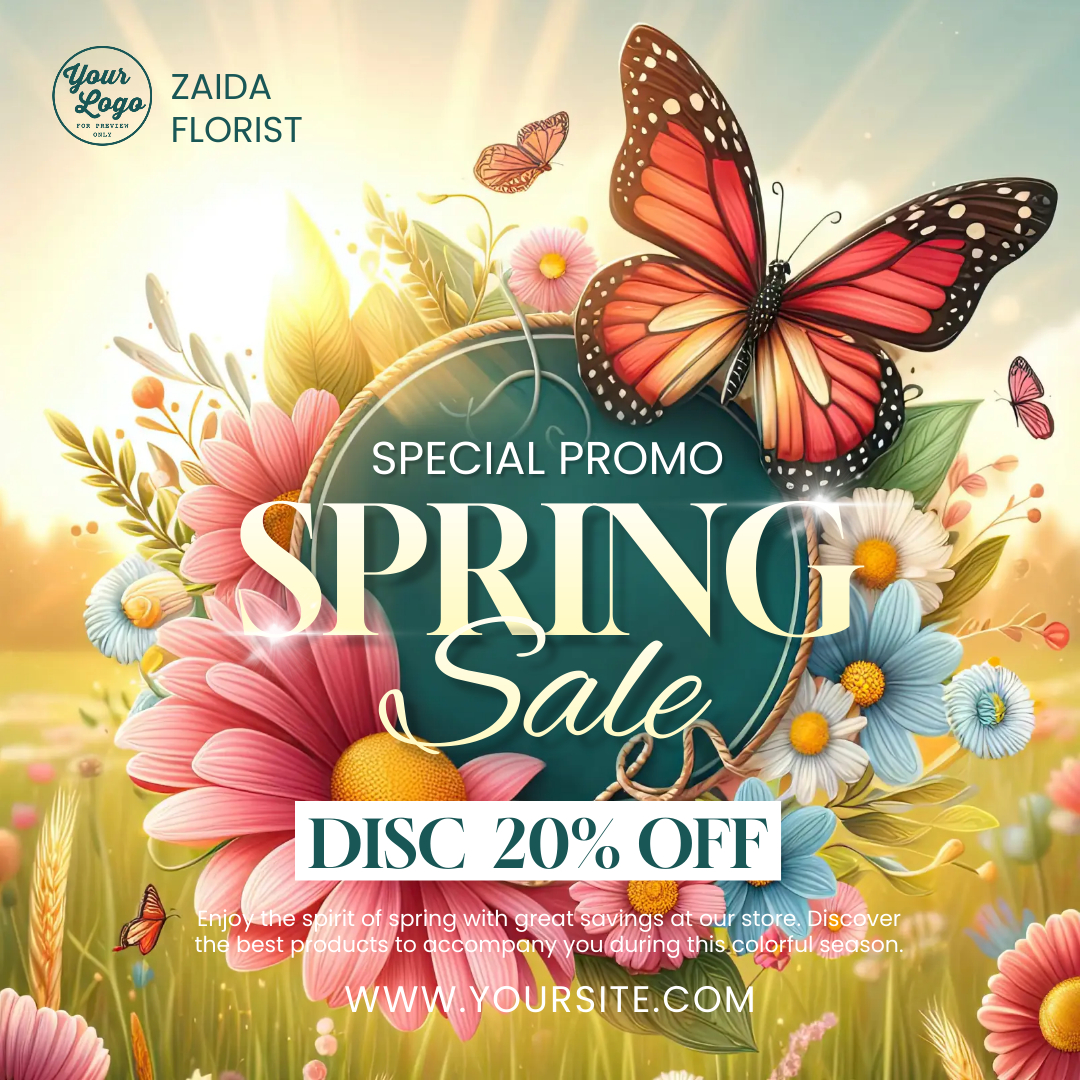 Your
Logo
FOR PREVIEW
ONLY
ZAIDA
FLORIST
SPECIAL PROMO
SPRING
Sale
DISC 20% OFF
Enjoy the spirit of spring with great savings at our store. Discover
the best products to accompany you during this colorful season.
WWW.YOURSITE.COM